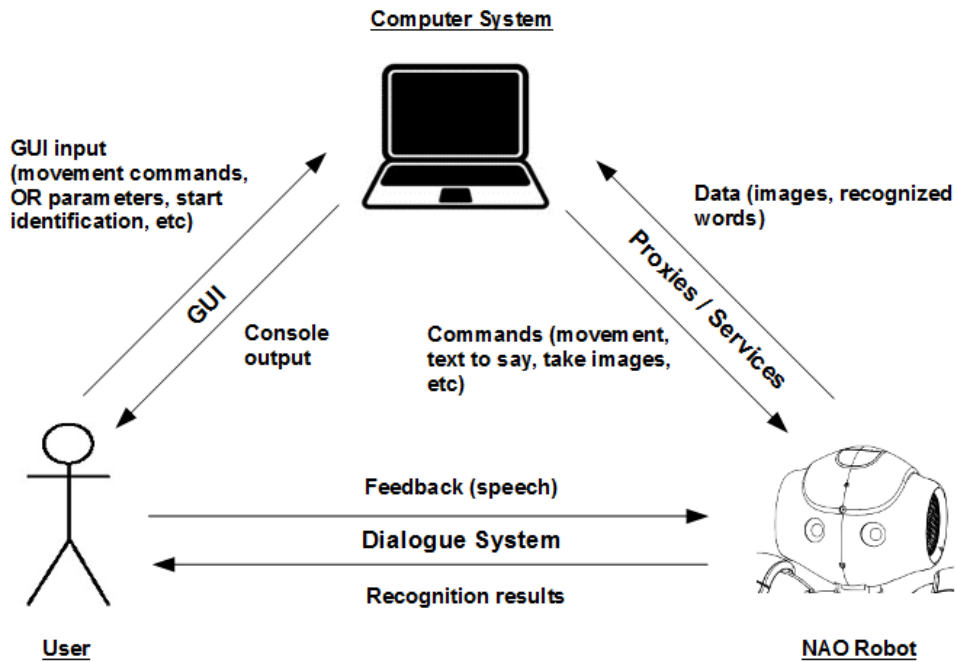 Computer System
GUI input
(movement commands,
OR parameters, start
identification, etc)
Data (images, recognized
words)
GUI
Proxies / Services
Console
output
Commands (movement,
text to say, take images,
etc)
Feedback (speech)
Dialogue System
Recognition results
User
NAO Robot